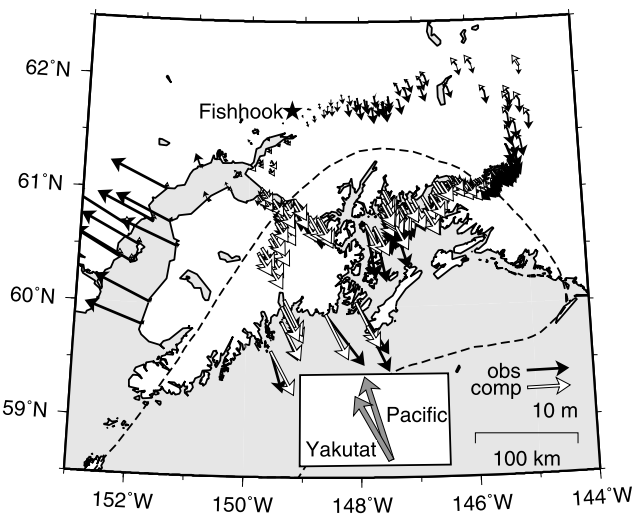 62˚N
Fishhook
61˚N
60˚N
obs
comp
10 m
59˚N
Pacific
Yakutat
100 km
152˚W
150˚W
148˚W
146˚W
144˚W